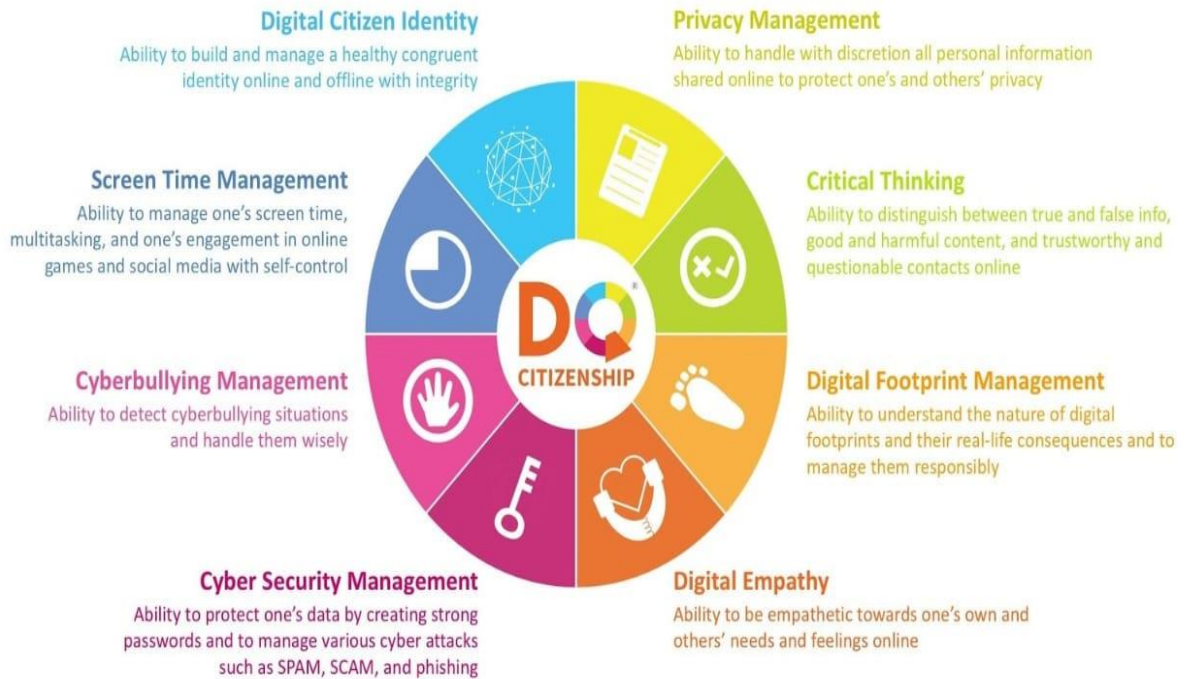 Digital Citizen Identity
Ability to build and manage a healthy congruent
identity online and offline with integrity
Privacy Management
Ability to handle with discretion all personal information
shared online to protect one's and others' privacy
Screen Time Management
Ability to manage one's screen time,
multitasking, and one's engagement in online
games and social media with self-control
Critical Thinking
Ability to distinguish between true and false info,
good and harmful content, and trustworthy and
questionable contacts online
DQ®
CITIZENSHIP
Cyberbullying Management
Ability to detect cyberbullying situations
and handle them wisely
Digital Footprint Management
Ability to understand the nature of digital
footprints and their real-life consequences and to
manage them responsibly
Cyber Security Management
Ability to protect one's data by creating strong
passwords and to manage various cyber attacks
such as SPAM, SCAM, and phishing
Digital Empathy
Ability to be empathetic towards one's own and
others' needs and feelings online